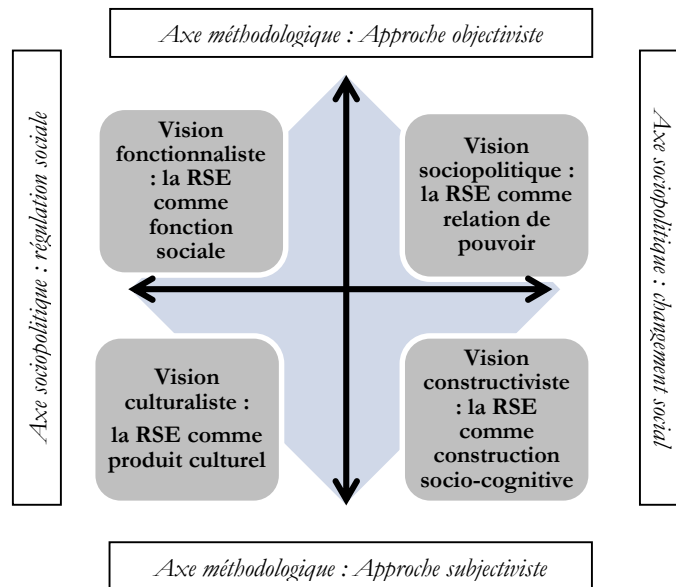 Axe méthodologique : Approche objectiviste
Axe sociopolitique : régulation sociale
Vision
fonctionnaliste
: la RSE
comme
fonction
sociale
Vision
sociopolitique :
la RSE comme
relation de
pouvoir
Axe sociopolitique : changement social
Vision
culturaliste :
la RSE comme
produit culturel
Vision
constructiviste
: la RSE
comme
construction
socio-cognitive
Axe méthodologique : Approche subjectiviste